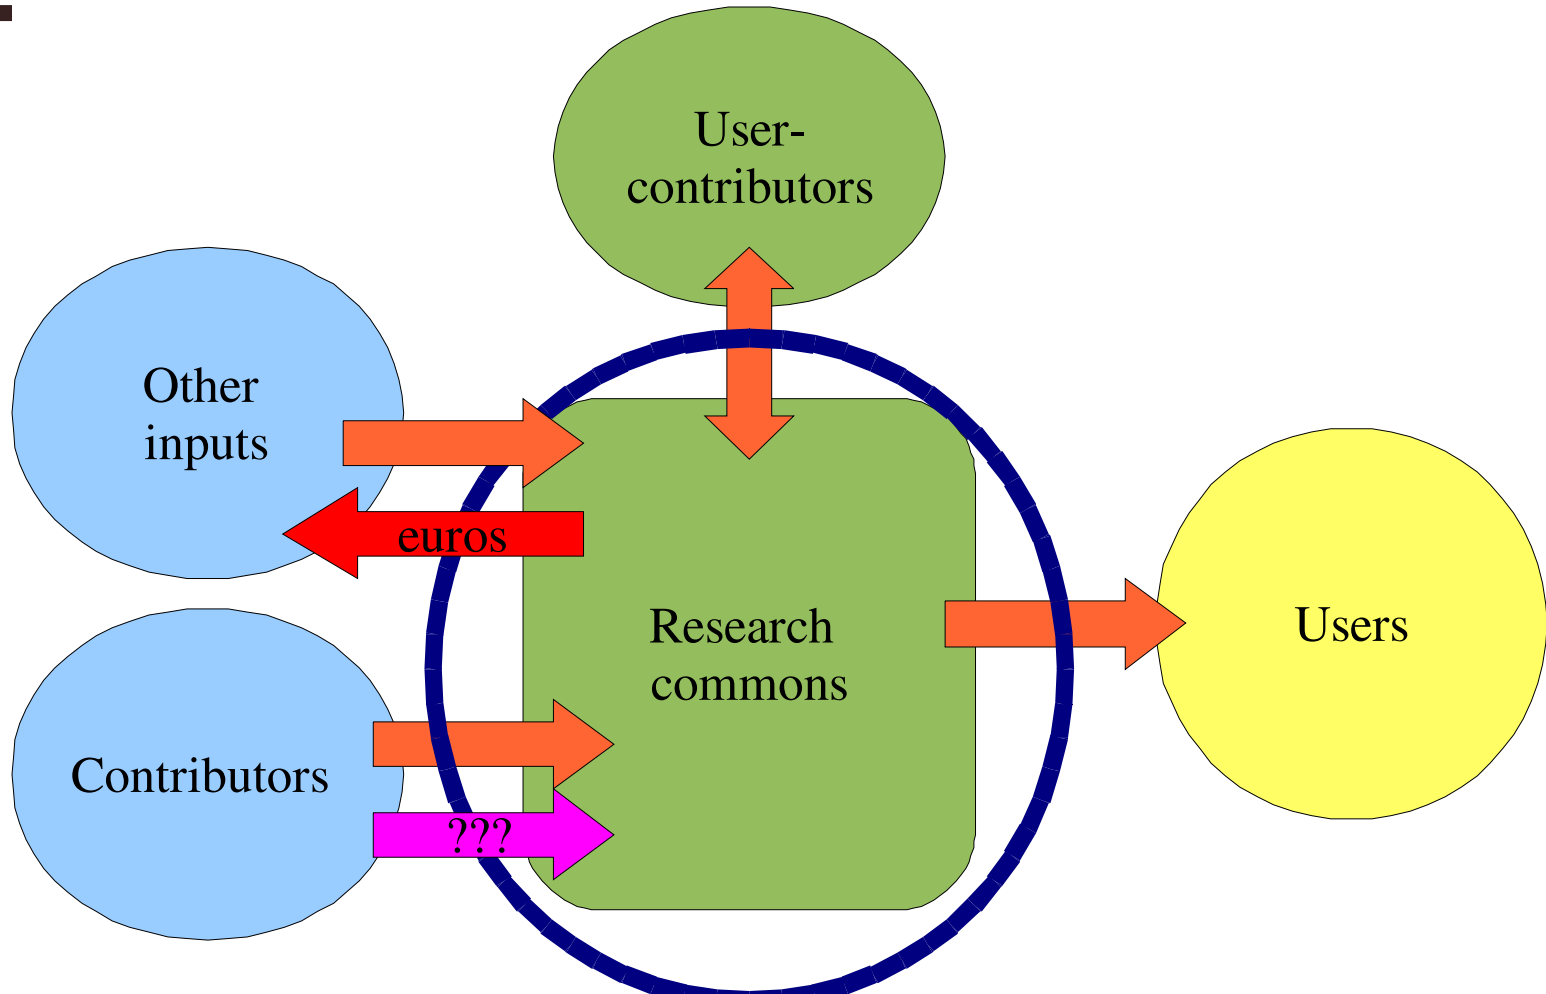 User-
contributors
Other
inputs
euros
Research
commons
Users
Contributors
???